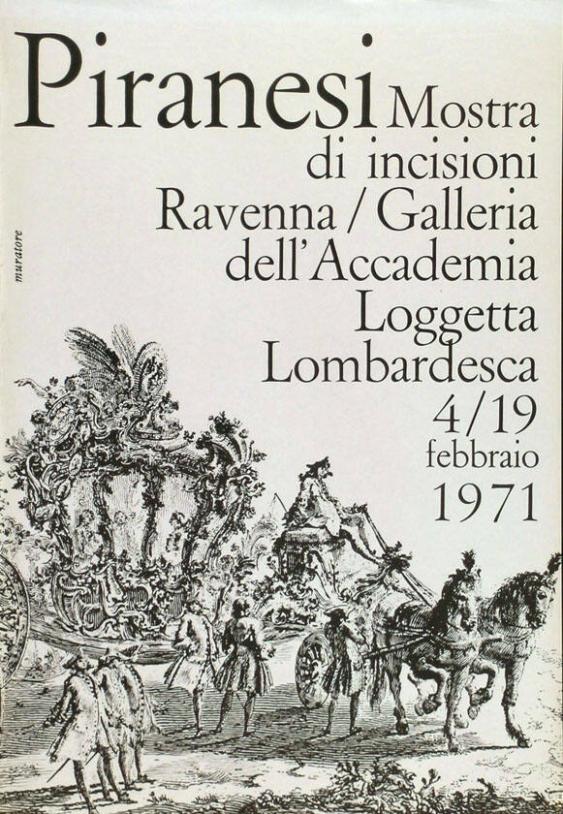 Piranesi Mostra
di incisioni
Ravenna / Galleria
dell'Accademia
Loggetta
Lombardesca
4/19
febbraio
1971
muratore